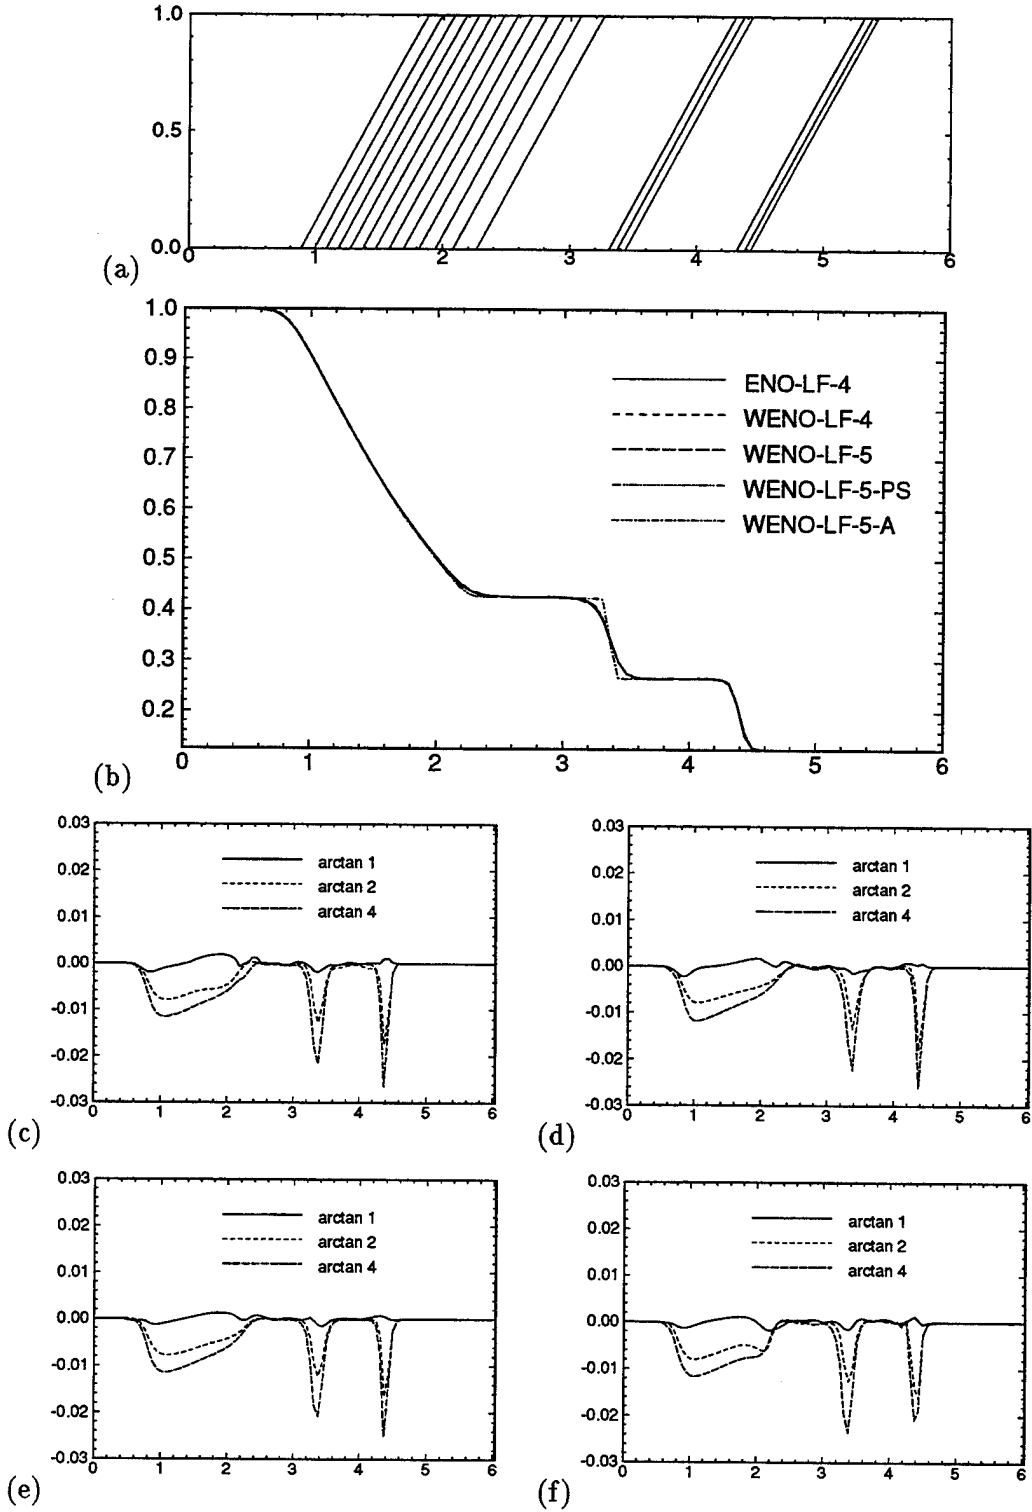 1.0
0.5
0.0
0 1 2 3 4 5 6
(a)
1.0
0.9
0.8
0.7
0.6
0.5
0.4
0.3
0.2
ENO-LF-4
WENO-LF-4
WENO-LF-5
WENO-LF-5-PS
WENO-LF-5-A
0 1 2 3 4 5 6
(b)
0.03
0.02
0.01
0.00
-0.01
-0.02
-0.03
arctan 1
arctan 2
arctan 4
0 1 2 3 4 5 6
(c)
0.03
0.02
0.01
0.00
-0.01
-0.02
-0.03
arctan 1
arctan 2
arctan 4
0 1 2 3 4 5 6
(d)
0.03
0.02
0.01
0.00
-0.01
-0.02
-0.03
arctan 1
arctan 2
arctan 4
0 1 2 3 4 5 6
(e)
0.03
0.02
0.01
0.00
-0.01
-0.02
-0.03
arctan 1
arctan 2
arctan 4
0 1 2 3 4 5 6
(f)